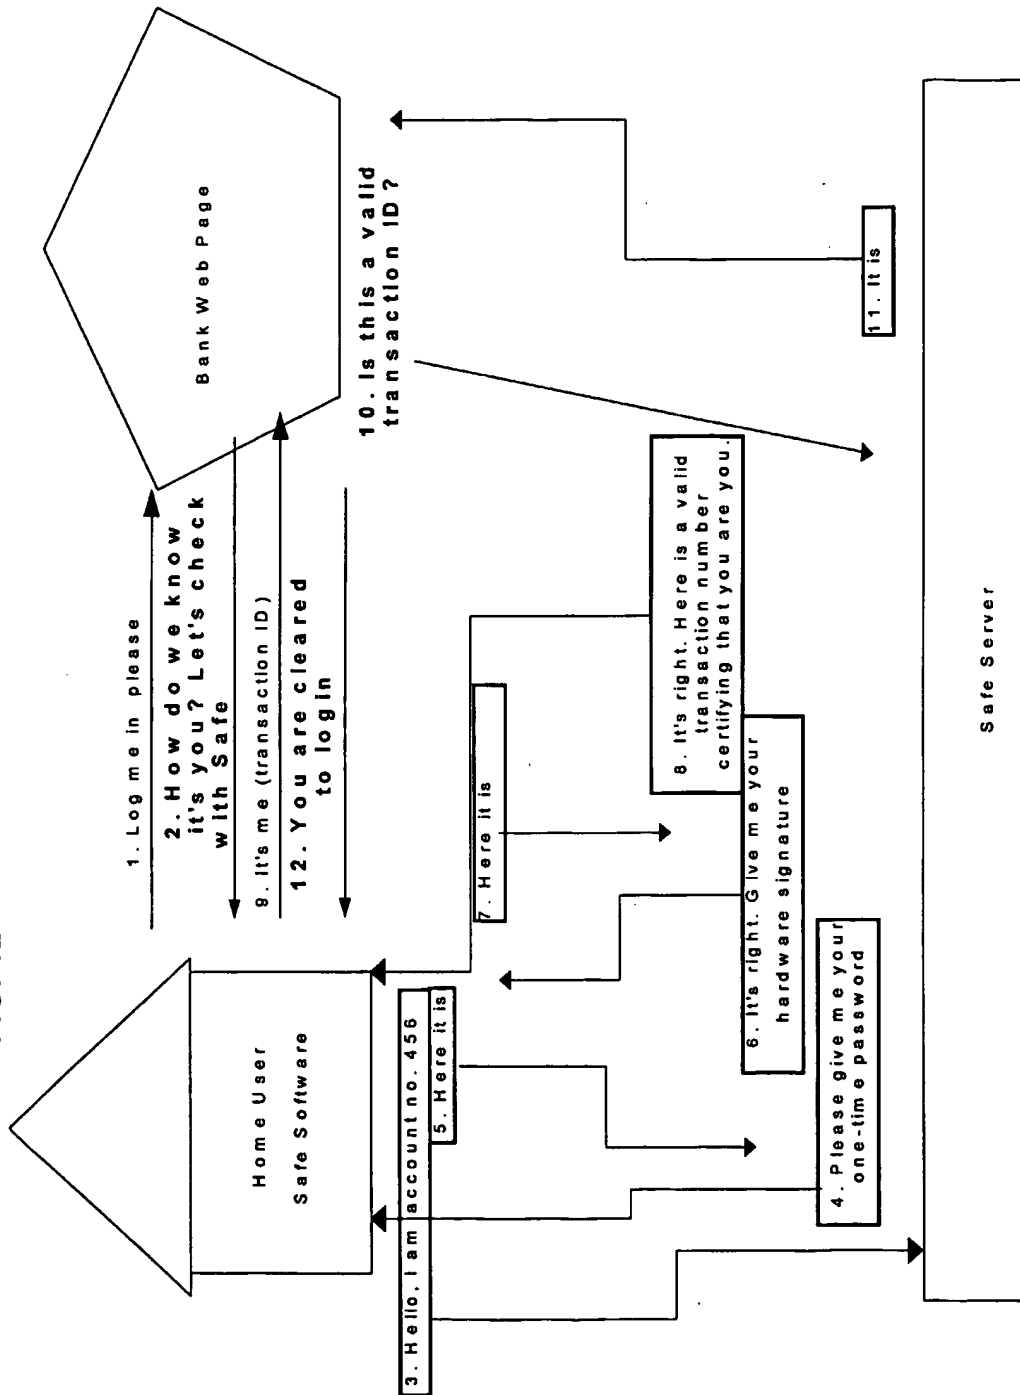 Home User
Safe Software
Bank Web Page
1. Log me in please
2. How do we know
it's you? Let's check
with Safe
9. It's me (transaction ID)
12. You are cleared
to login
10. Is this a valid
transaction ID?
3. Hello, I am account no. 456
5. Here it is
7. Here it is
8. It's right. Here is a valid
transaction number
certifying that you are you.
6. It's right. Give me your
hardware signature
4. Please give me your
one-time password
11. It is
Safe Server